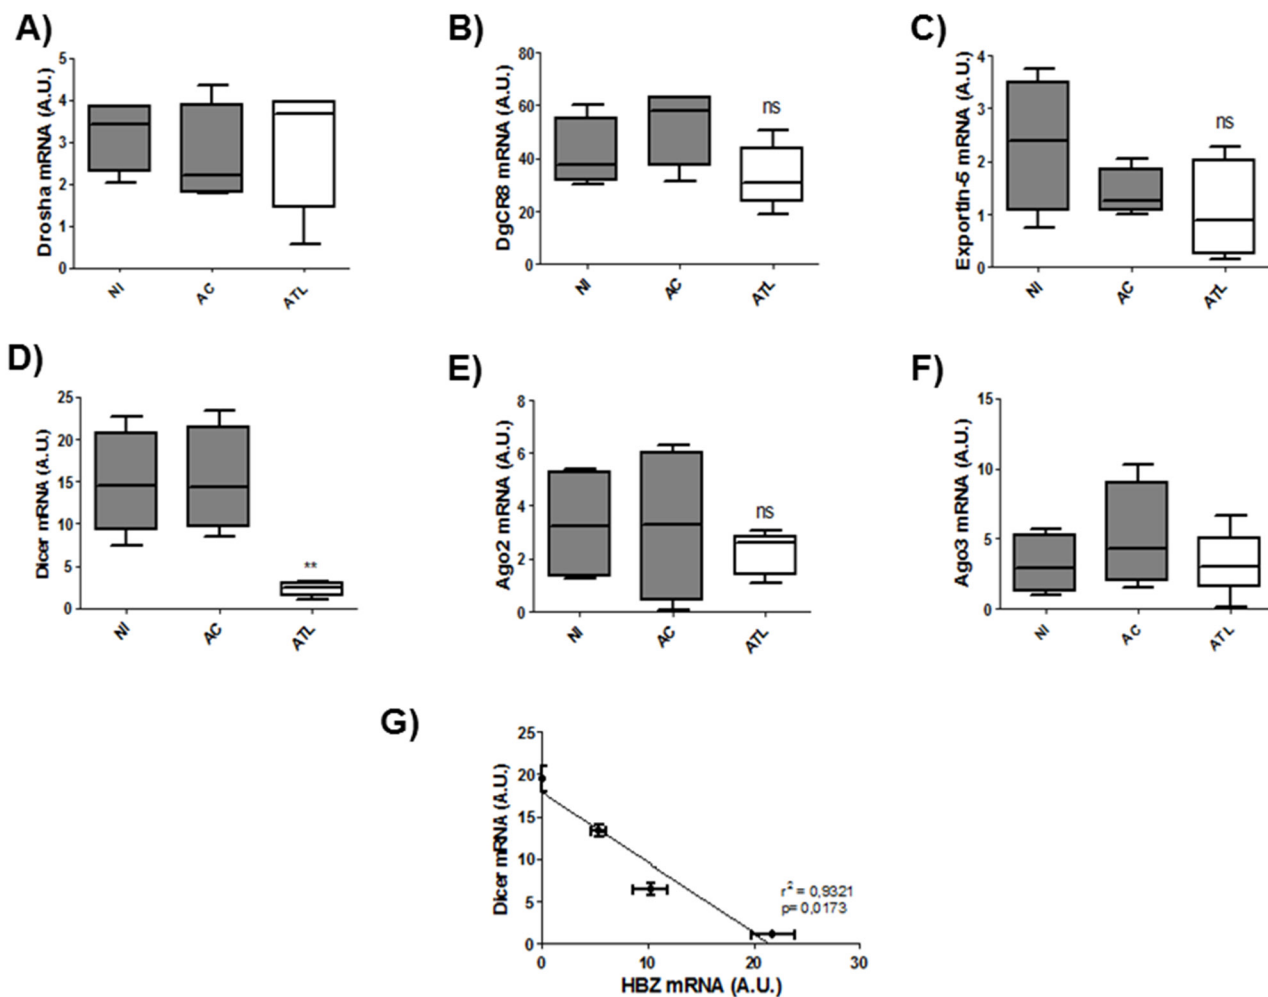 A)
Drosha mRNA (A.U.)
5
4
3
2
1
0
NI
AC
ATL
B)
DgCR8 mRNA (A.U.)
80
60
40
20
0
ns
NI
AC
ATL
C)
Exportin-5 mRNA (A.U.)
4
3
2
1
0
ns
NI
AC
ATL
D)
Dicer mRNA (A.U.)
25
20
15
10
5
0
**
NI
AC
ATL
E)
Ago2 mRNA (A.U.)
8
6
4
2
0
ns
NI
AC
ATL
F)
Ago3 mRNA (A.U.)
15
10
5
0
NI
AC
ATL
G)
Dicer mRNA (A.U.)
25
20
15
10
5
0
r² = 0,9321
p= 0,0173
0
10
20
30
HBZ mRNA (A.U.)